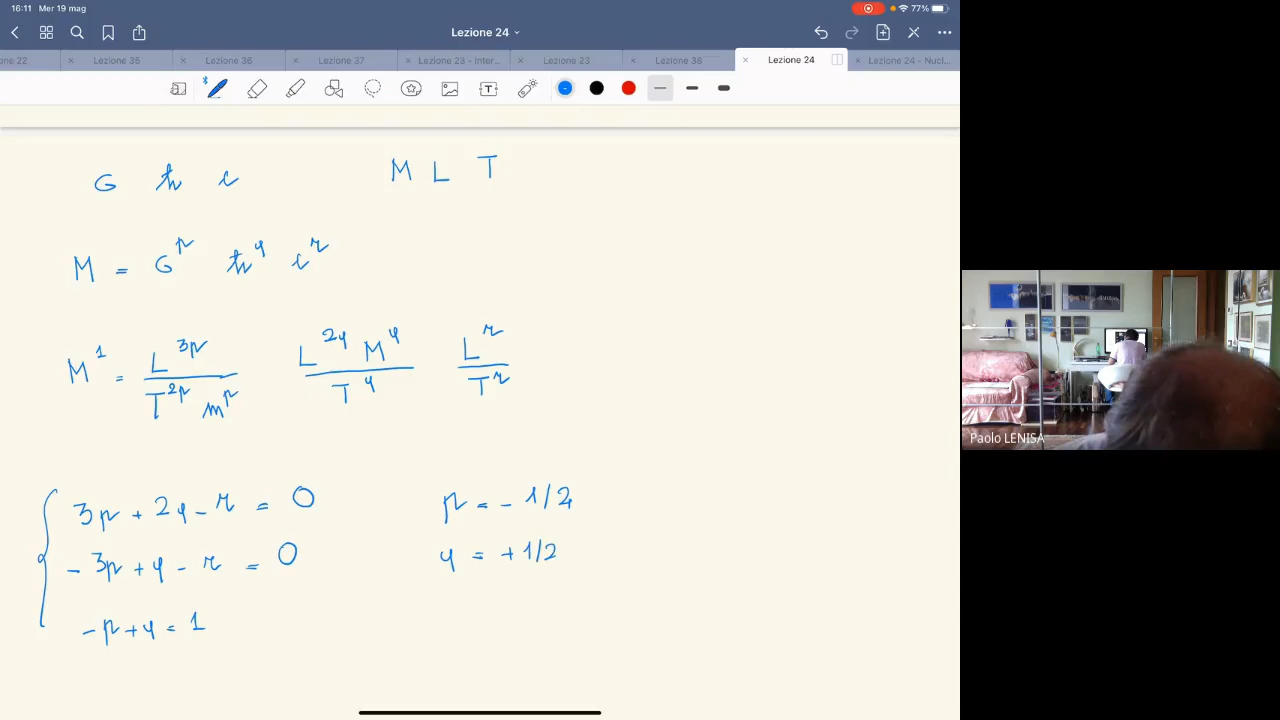 16:11 Mer 19 mag
77%
Lezione 24
ne 22
Lezione 35
Lezione 36
Lezione 37
Lezione 23 - Inter...
Lezione 23
Lezione 38
Lezione 24
Lezione 24 - Nucl...
G ħ c M L T
M = G^p ħ^q c^r
M^1 = L^3p / T^2p m^p L^2q M^q / T^q L^r / T^r
3p + 2q - r = 0 p = - 1/2
- 3p + q - r = 0 q = + 1/2
- p + q = 1
Paolo LENISA